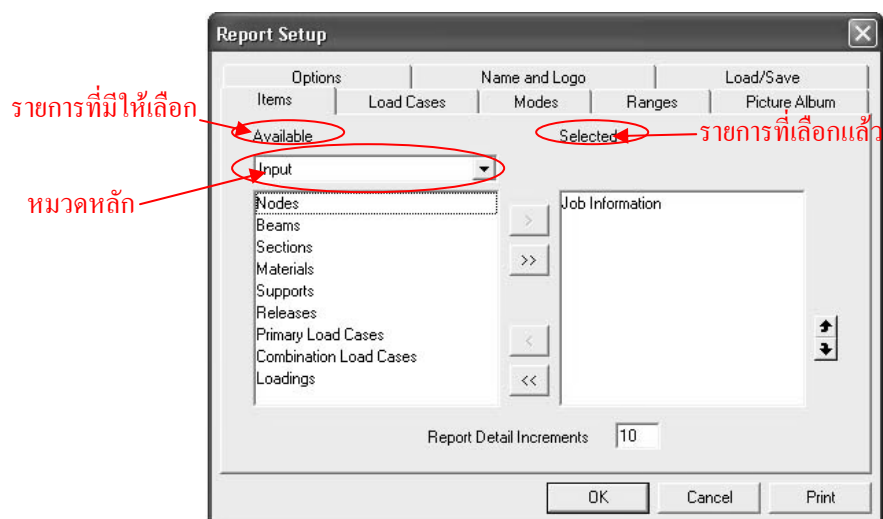 Report Setup
Options
Name and Logo
Load/Save
Items
Load Cases
Modes
Ranges
Picture Album
รายการที่มีให้เลือก
Available
Selected
รายการที่เลือกแล้ว
Input
หมวดหลัก
Nodes
Beams
Sections
Materials
Supports
Releases
Primary Load Cases
Combination Load Cases
Loadings
>
>>
<
<<
Job Information
Report Detail Increments
10
OK
Cancel
Print